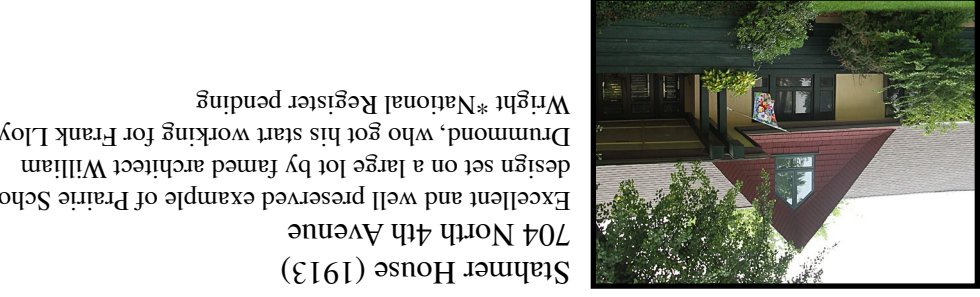 Stahmer House (1913)
704 North 4th Avenue
Excellent and well preserved example of Prairie Scho
design set on a large lot by famed architect William
Drummond, who got his start working for Frank Lloy
Wright *National Register pending